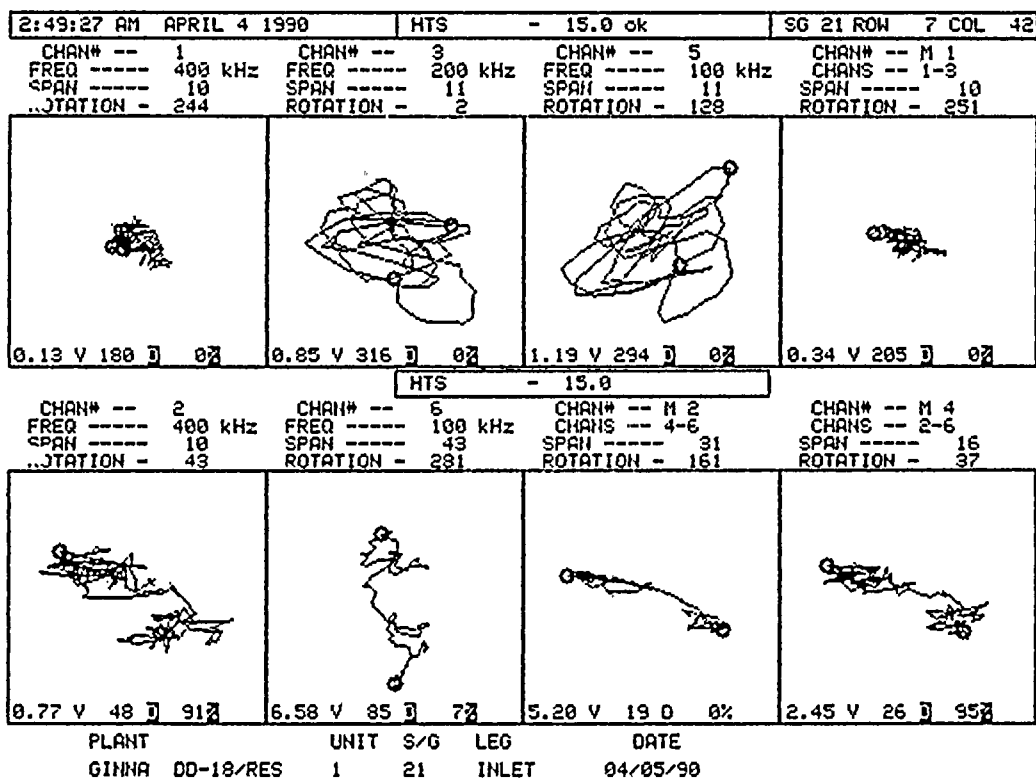 2:49:27 AM APRIL 4 1990 HTS - 15.0 ok SG 21 ROW 7 COL 42
CHAN# -- 1 CHAN# -- 3 CHAN# -- 5 CHAN# -- M 1
FREQ ----- 400 kHz FREQ ----- 200 kHz FREQ ----- 100 kHz CHANS -- 1-3
SPAN ----- 10 SPAN ----- 11 SPAN ----- 11 SPAN ----- 10
..OTATION - 244 ROTATION - 2 ROTATION - 128 ROTATION - 251
0.13 V 180 D 0% 0.85 V 316 D 0% 1.19 V 294 D 0% 0.34 V 205 D 0%
HTS - 15.0
CHAN# -- 2 CHAN# -- 6 CHAN# -- M 2 CHAN# -- M 4
FREQ ----- 400 kHz FREQ ----- 100 kHz CHANS -- 4-6 CHANS -- 2-6
SPAN ----- 10 SPAN ----- 43 SPAN ----- 31 SPAN ----- 16
..OTATION - 43 ROTATION - 281 ROTATION - 161 ROTATION - 37
0.77 V 48 D 91% 6.58 V 85 D 7% 5.20 V 19 D 0% 2.45 V 26 D 95%
PLANT UNIT S/G LEG DATE
GINNA DD-18/RES 1 21 INLET 04/05/90